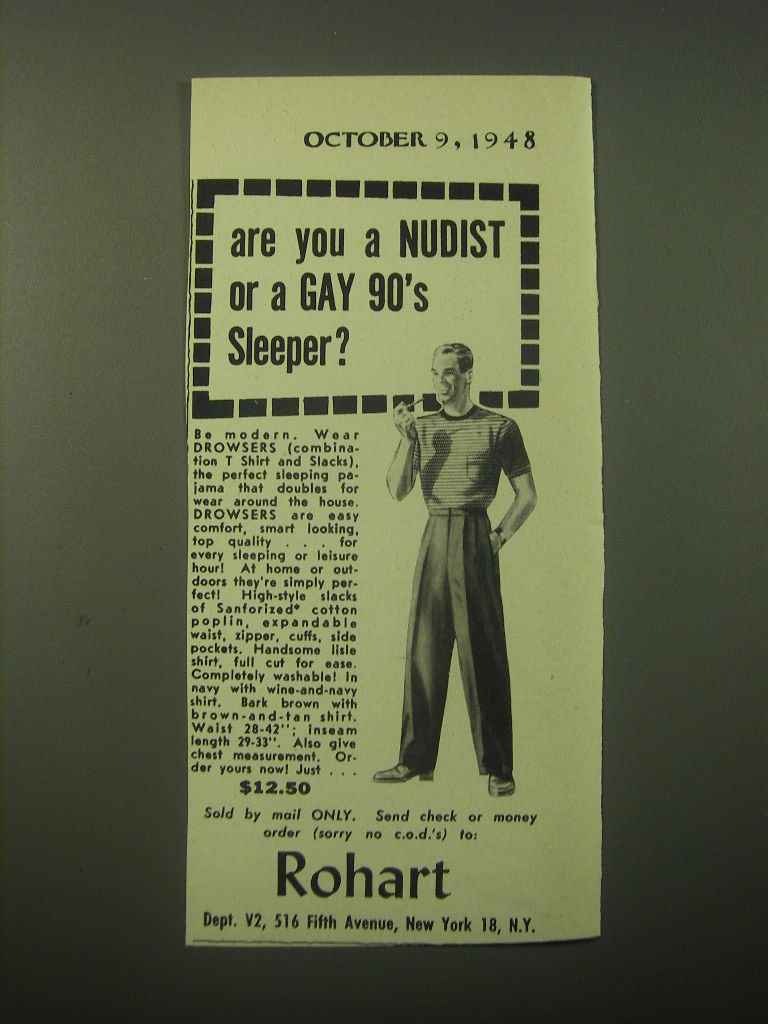 OCTOBER 9, 1948
are you a NUDIST
or a GAY 90's
Sleeper?
Be modern. Wear
DROWSERS (combina-
tion T Shirt and Slacks),
the perfect sleeping pa-
jama that doubles for
wear around the house.
DROWSERS are easy
comfort, smart looking,
top quality . . . for
every sleeping or leisure
hour! At home or out-
doors they're simply per-
fect! High-style slacks
of Sanforized* cotton
poplin, expandable
waist, zipper, cuffs, side
pockets. Handsome lisle
shirt, full cut for ease.
Completely washable! In
navy with wine-and-navy
shirt. Bark brown with
brown-and-tan shirt.
Waist 28-42"; inseam
length 29-33". Also give
chest measurement. Or-
der yours now! Just . . .
$12.50
Sold by mail ONLY. Send check or money
order (sorry no c.o.d.'s) to:
Rohart
Dept. V2, 516 Fifth Avenue, New York 18, N.Y.